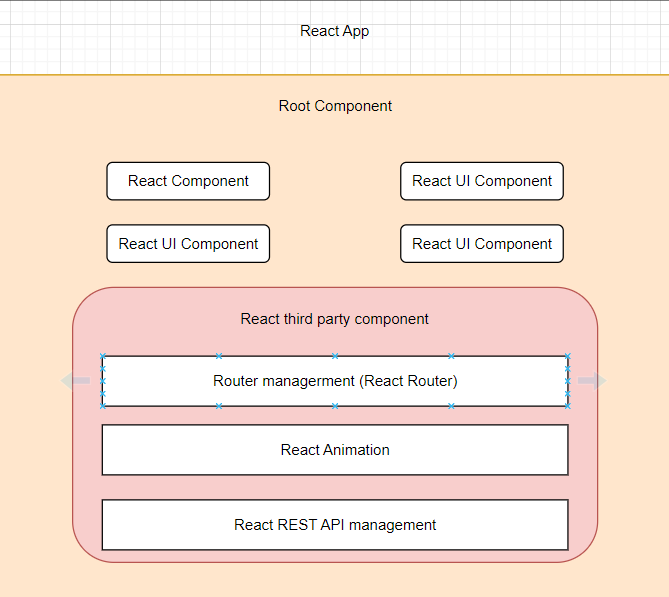 React App
Root Component
React Component
React UI Component
React UI Component
React UI Component
React third party component
Router managerment (React Router)
React Animation
React REST API management